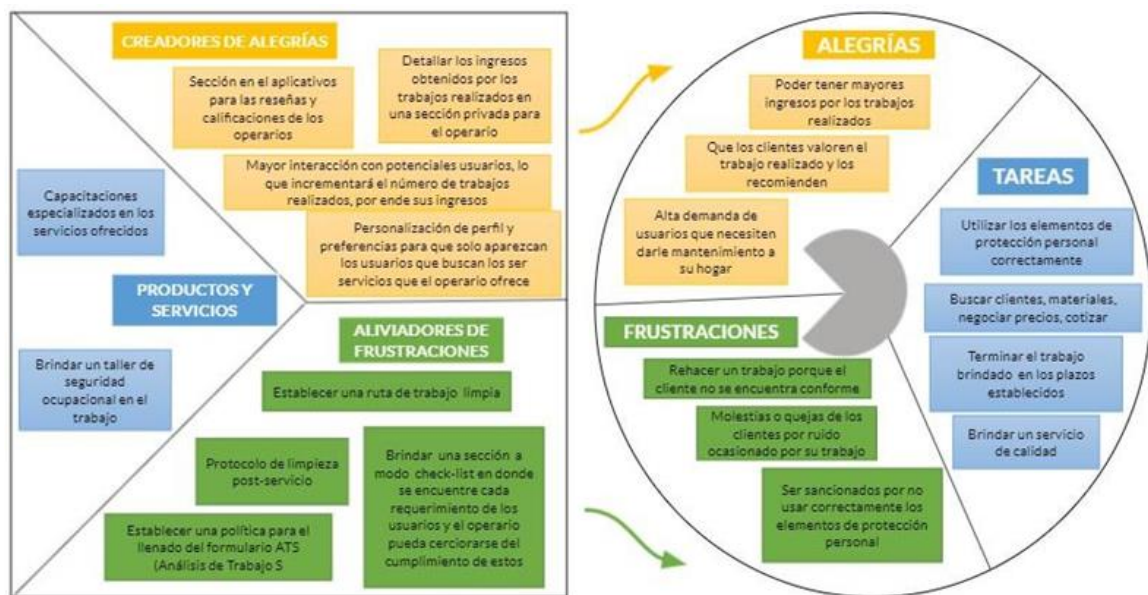 CREADORES DE ALEGRÍAS
Sección en el aplicativos
para las reseñas y
calificaciones de los
operarios
Detallar los ingresos
obtenidos por los
trabajos realizados en
una sección privada para
el operario
Mayor interacción con potenciales usuarios, lo
que incrementará el número de trabajos
realizados, por ende sus ingresos
Personalización de perfil y
preferencias para que solo aparezcan
los usuarios que buscan los ser
servicios que el operario ofrece
Capacitaciones
especializados en los
servicios ofrecidos
PRODUCTOS Y
SERVICIOS
Brindar un taller de
seguridad
ocupacional en el
trabajo
ALIVIADORES DE
FRUSTRACIONES
Establecer una ruta de trabajo limpia
Protocolo de limpieza
post-servicio
Brindar una sección a
modo check-list en donde
se encuentre cada
requerimiento de los
usuarios y el operario
pueda cerciorarse del
cumplimiento de estos
Establecer una política para el
llenado del formulario ATS
(Análisis de Trabajo S
ALEGRÍAS
Poder tener mayores
ingresos por los trabajos
realizados
Que los clientes valoren el
trabajo realizado y los
recomienden
Alta demanda de
usuarios que necesiten
darle mantenimiento a
su hogar
TAREAS
Utilizar los elementos de
protección personal
correctamente
Buscar clientes, materiales,
negociar precios, cotizar
Terminar el trabajo
brindado en los plazos
establecidos
Brindar un servicio
de calidad
FRUSTRACIONES
Rehacer un trabajo porque el
cliente no se encuentra conforme
Molestias o quejas de los
clientes por ruido
ocasionado por su trabajo
Ser sancionados por no
usar correctamente los
elementos de protección
personal